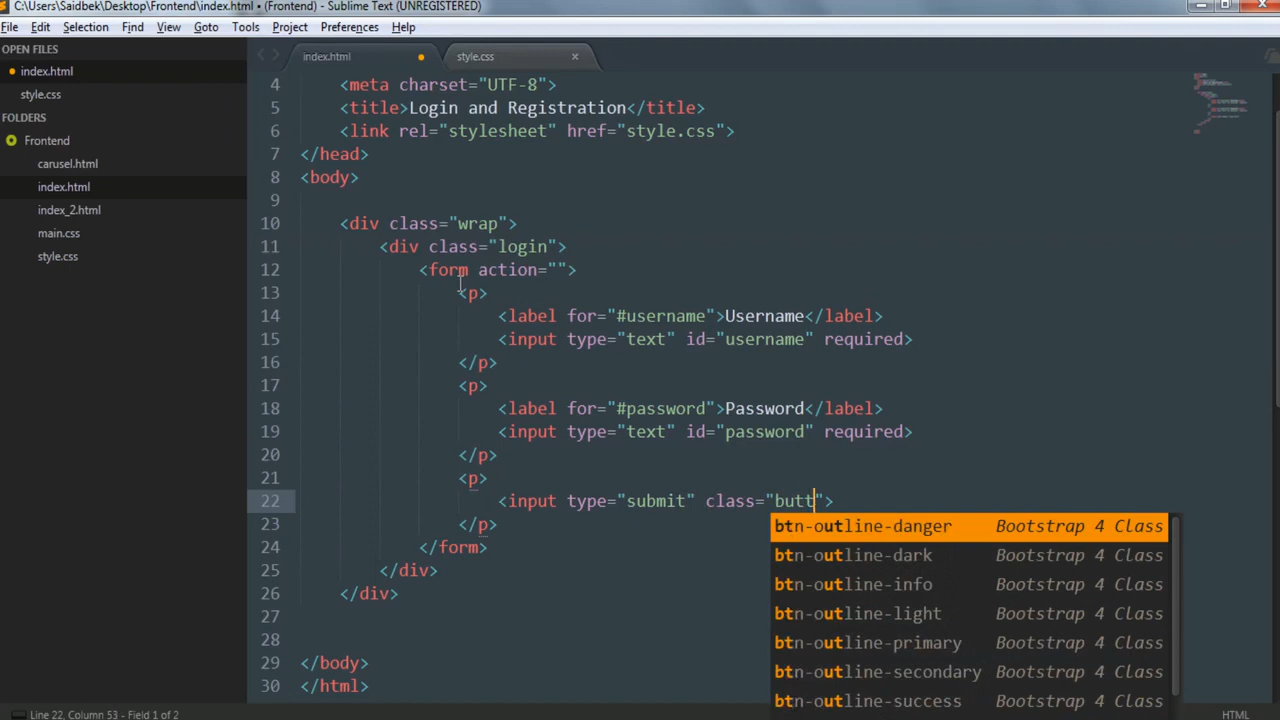 C:\Users\Saidbek\Desktop\Frontend\index.html • (Frontend) - Sublime Text (UNREGISTERED)
File Edit Selection Find View Goto Tools Project Preferences Help
OPEN FILES
index.html
style.css
FOLDERS
Frontend
carusel.html
index.html
index_2.html
main.css
style.css
index.html
style.css
4 <meta charset="UTF-8">
5 <title>Login and Registration</title>
6 <link rel="stylesheet" href="style.css">
7 </head>
8 <body>
9
10 <div class="wrap">
11 <div class="login">
12 <form action="">
13 <p>
14 <label for="#username">Username</label>
15 <input type="text" id="username" required>
16 </p>
17 <p>
18 <label for="#password">Password</label>
19 <input type="text" id="password" required>
20 </p>
21 <p>
22 <input type="submit" class="butt">
23 </p>
24 </form>
25 </div>
26 </div>
27
28
29 </body>
30 </html>
btn-outline-danger Bootstrap 4 Class
btn-outline-dark Bootstrap 4 Class
btn-outline-info Bootstrap 4 Class
btn-outline-light Bootstrap 4 Class
btn-outline-primary Bootstrap 4 Class
btn-outline-secondary Bootstrap 4 Class
btn-outline-success Bootstrap 4 Class
Line 22, Column 53 - Field 1 of 2
HTML